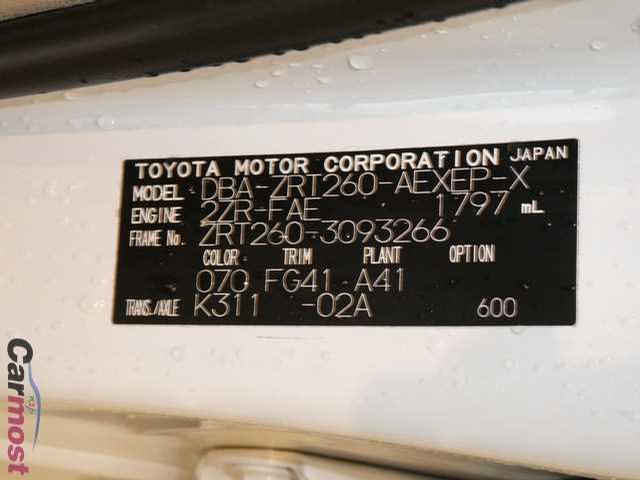 TOYOTA MOTOR CORPORATION JAPAN
MODEL DBA-ZRT260-AEXEP-X
ENGINE 2ZR-FAE 1797 mL
FRAME No. ZRT260-3093266
COLOR TRIM PLANT OPTION
070 FG41 A41
TRANS./AXLE K311 -02A 600
Carmost